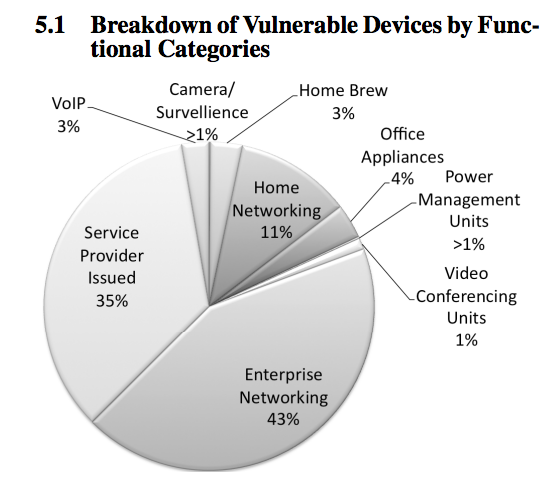 5.1 Breakdown of Vulnerable Devices by Func-
tional Categories
Camera/
Survellience
>1%
Home Brew
3%
VoIP
3%
Office
Appliances
4%
Power
Management
Units
>1%
Home
Networking
11%
Service
Provider
Issued
35%
Video
Conferencing
Units
1%
Enterprise
Networking
43%